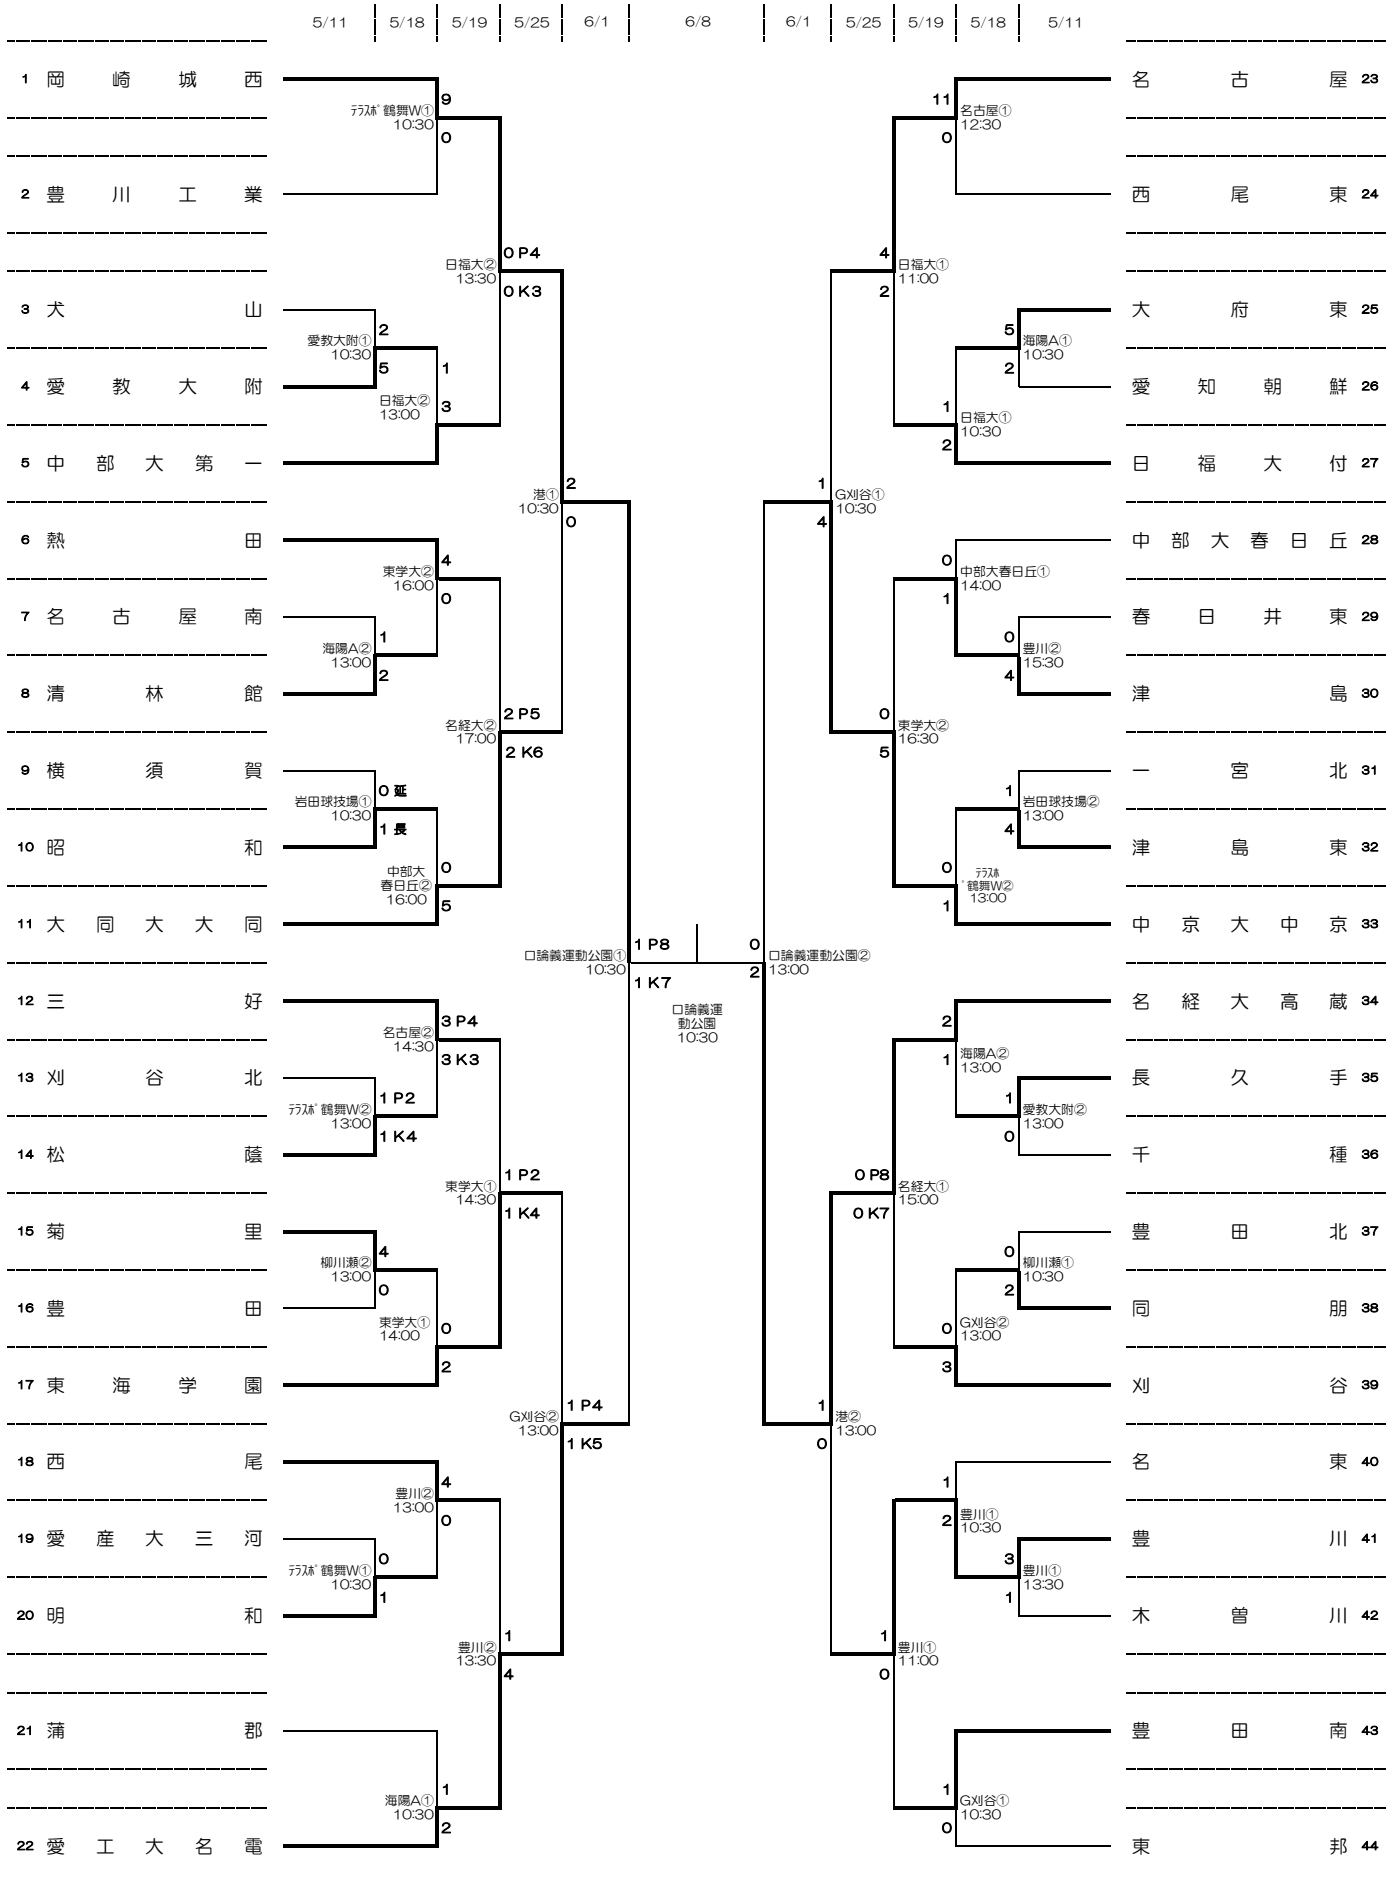 5/11 5/18 5/19 5/25 6/1 6/8 6/1 5/25 5/19 5/18 5/11
1 岡崎城西
2 豊川工業
3 犬山
4 愛教大附
5 中部大第一
6 熱田
7 名古屋南
8 清林館
9 横須賀
10 昭和
11 大同大大同
12 三好
13 刈谷北
14 松蔭
15 菊里
16 豊田
17 東海学園
18 西尾
19 愛産大三河
20 明和
21 蒲郡
22 愛工大名電
テラスポ鶴舞W①
10:30
9
0
愛教大附①
10:30
2
5
日福大②
13:00
1
3
日福大②
13:30
0 P4
0 K3
東学大②
16:00
4
0
海陽A②
13:00
1
2
岩田球技場①
10:30
0 延
1 長
中部大
春日丘②
16:00
0
5
名経大②
17:00
2 P5
2 K6
港①
10:30
2
0
名古屋②
14:30
3 P4
3 K3
テラスポ鶴舞W②
13:00
1 P2
1 K4
柳川瀬②
13:00
4
0
東学大①
14:00
0
2
東学大①
14:30
1 P2
1 K4
豊川②
13:00
4
0
テラスポ鶴舞W①
10:30
0
1
海陽A①
10:30
1
2
豊川②
13:30
1
4
G刈谷②
13:00
1 P4
1 K5
口論義運動公園①
10:30
1 P8
1 K7
口論義運
動公園
10:30
0
2
口論義運動公園②
13:00
名古屋①
12:30
11
0
海陽A①
10:30
5
2
日福大①
10:30
1
2
日福大①
11:00
4
2
中部大春日丘①
14:00
0
1
豊川②
15:30
0
4
岩田球技場②
13:00
1
4
テラスポ
鶴舞W②
13:00
0
1
東学大②
16:30
0
5
G刈谷①
10:30
1
4
海陽A②
13:00
2
1
愛教大附②
13:00
1
0
柳川瀬①
10:30
0
2
G刈谷②
13:00
0
3
名経大①
15:00
0 P8
0 K7
豊川①
10:30
1
2
豊川①
13:30
3
1
G刈谷①
10:30
1
0
豊川①
11:00
1
0
港②
13:00
1
0
名古屋 23
西尾東 24
大府東 25
愛知朝鮮 26
日福大付 27
中部大春日丘 28
春日井東 29
津島 30
一宮北 31
津島東 32
中京大中京 33
名経大高蔵 34
長久手 35
千種 36
豊田北 37
同朋 38
刈谷 39
名東 40
豊川 41
木曽川 42
豊田南 43
東邦 44